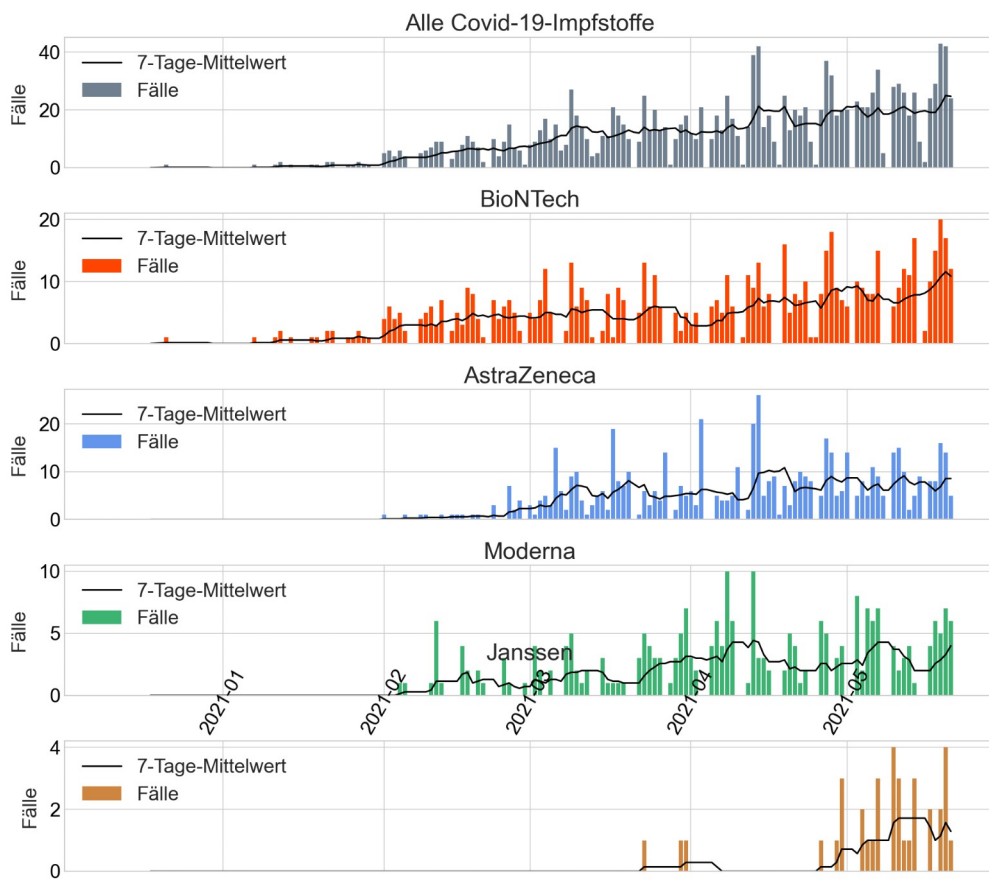 Alle Covid-19-Impfstoffe
Fälle
40
20
0
7-Tage-Mittelwert
Fälle
BioNTech
Fälle
20
10
0
7-Tage-Mittelwert
Fälle
AstraZeneca
Fälle
20
10
0
7-Tage-Mittelwert
Fälle
Moderna
Fälle
10
5
0
7-Tage-Mittelwert
Fälle
Janssen
2021-01
2021-02
2021-03
2021-04
2021-05
Fälle
4
2
0
7-Tage-Mittelwert
Fälle